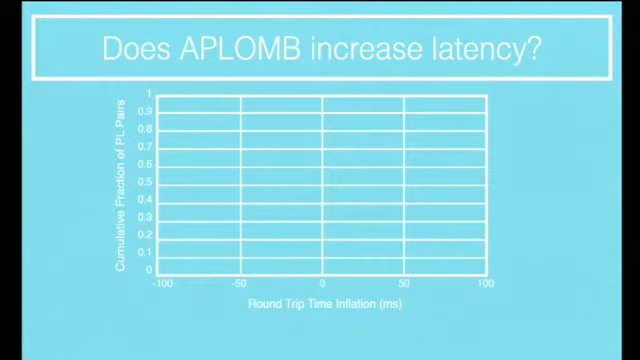 Does APLOMB increase latency?
Cumulative Fraction of PL Pairs
1
0.9
0.8
0.7
0.6
0.5
0.4
0.3
0.2
0.1
0
-100 -50 0 50 100
Round Trip Time Inflation (ms)